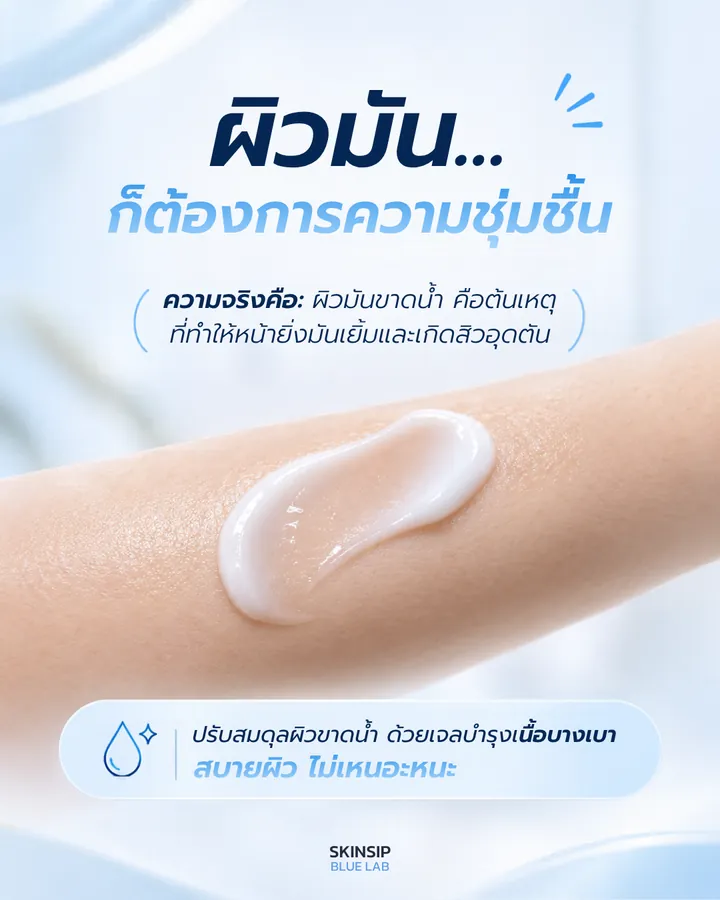 ผิวมัน...
ก็ต้องการความชุ่มชื้น
ความจริงคือ: ผิวมันขาดน้ำ คือต้นเหตุ
ที่ทำให้หน้ายิ่งมันเยิ้มและเกิดสิวอุดตัน
ปรับสมดุลผิวขาดน้ำ ด้วยเจลบำรุงเนื้อบางเบา
สบายผิว ไม่เหนอะหนะ
SKINSIP
BLUE LAB